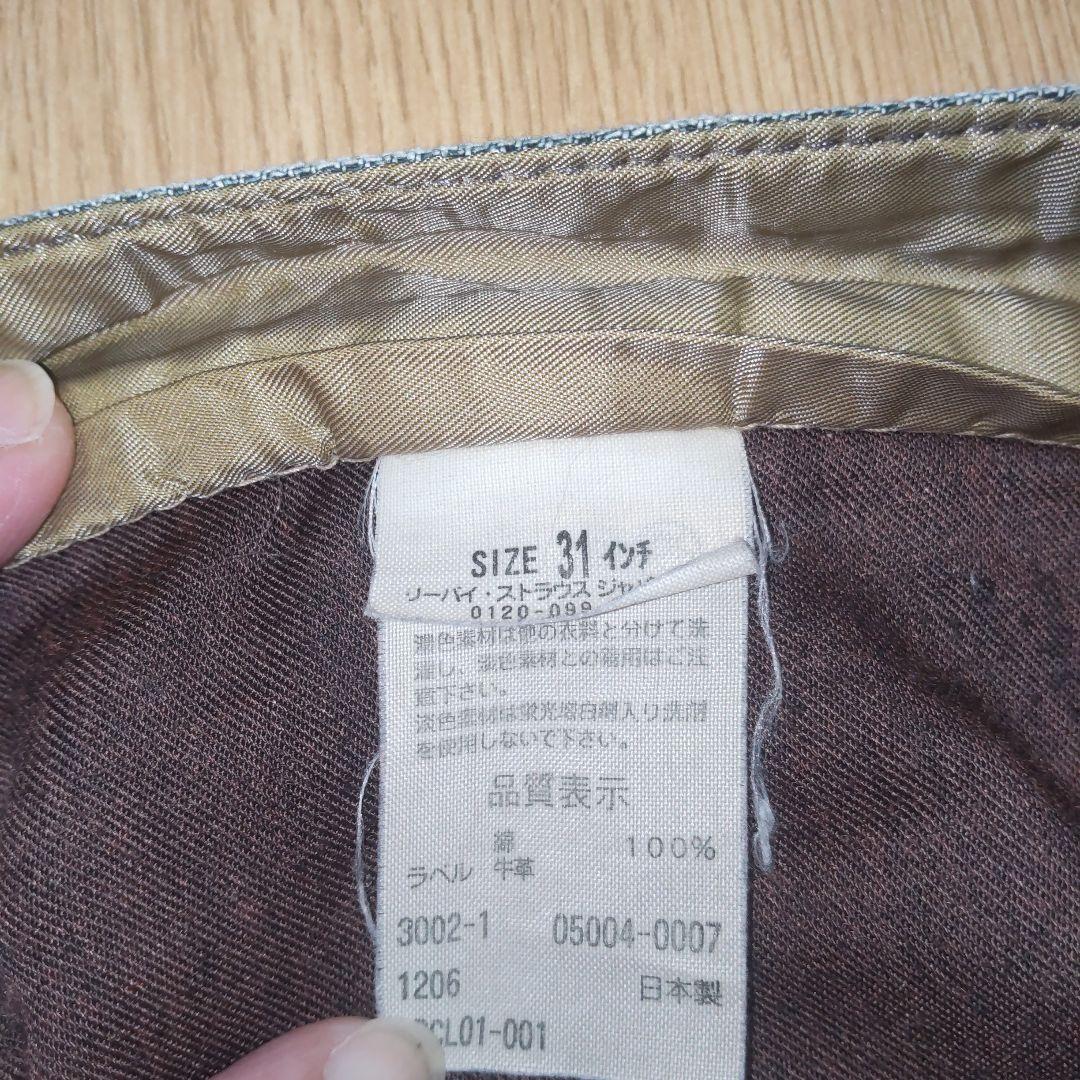 SIZE 31 インチ
リーバイ・ストラウス ジャパ
0120-099
濃色素材は他の衣料と分けて洗
濯し、淡色素材との着用はご注
意下さい。
淡色素材は蛍光増白剤入り洗剤
を使用しないで下さい。
品質表示
綿 100%
ラベル 牛革
3002-1 05004-0007
1206 日本製
CL01-001